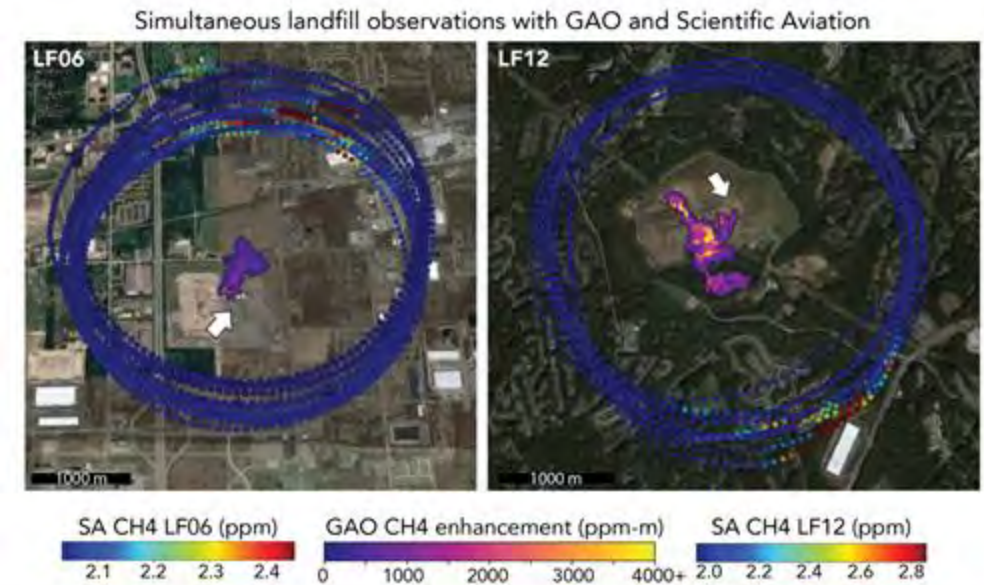 Simultaneous landfill observations with GAO and Scientific Aviation
LF06
LF12
1000 m
1000 m
SA CH4 LF06 (ppm)
GAO CH4 enhancement (ppm-m)
SA CH4 LF12 (ppm)
2.1 2.2 2.3 2.4
0 1000 2000 3000 4000+
2.0 2.2 2.4 2.6 2.8